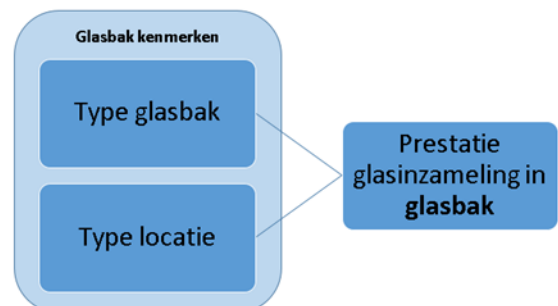 Glasbak kenmerken
Type glasbak
Type locatie
Prestatie
glasinzameling in
glasbak